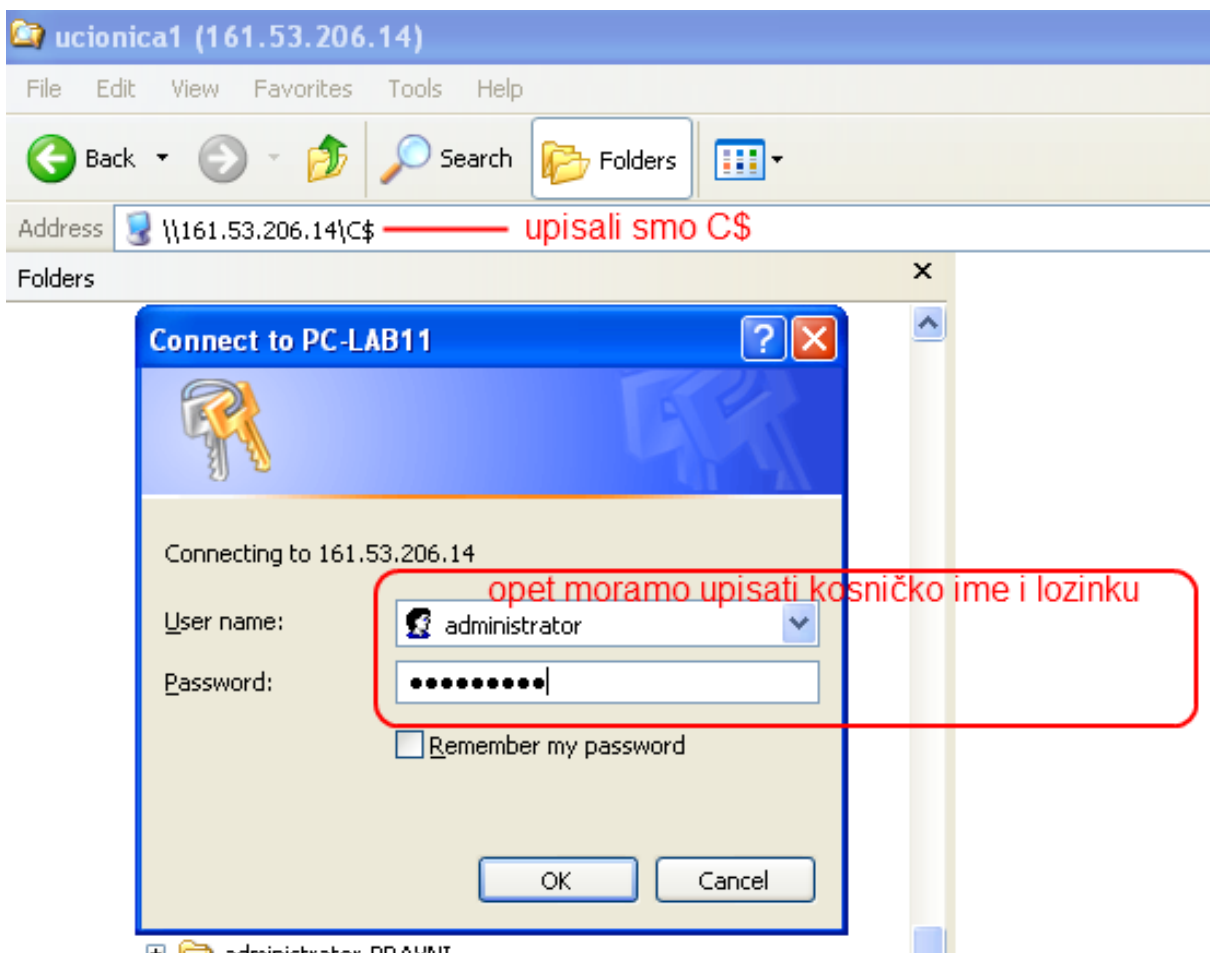 ucionica1 (161.53.206.14)
File Edit View Favorites Tools Help
Back Search Folders
Address \\161.53.206.14\C$ upisali smo C$
Folders
Connect to PC-LAB11
Connecting to 161.53.206.14
opet moramo upisati kosničko ime i lozinku
User name: administrator
Password: •••••••••
Remember my password
OK Cancel
administrator.PRAVNI